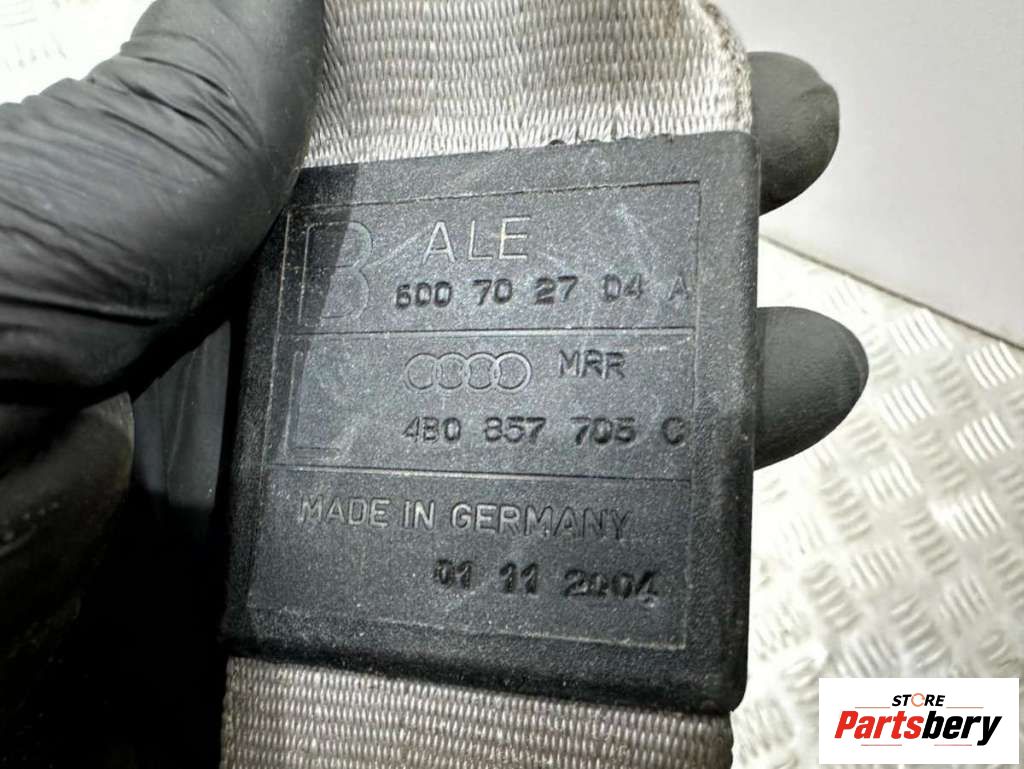 B ALE
600 70 27 04 A
MRR
4B0 857 705 C
MADE IN GERMANY
01 11 2004
STORE
Partsbery